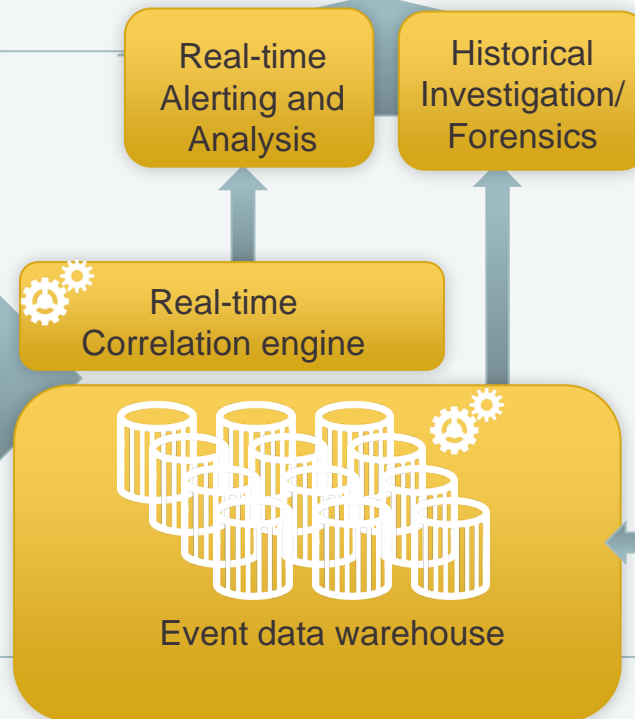 Real-time
Alerting and
Analysis
Historical
Investigation/
Forensics
Real-time
Correlation engine
Event data warehouse